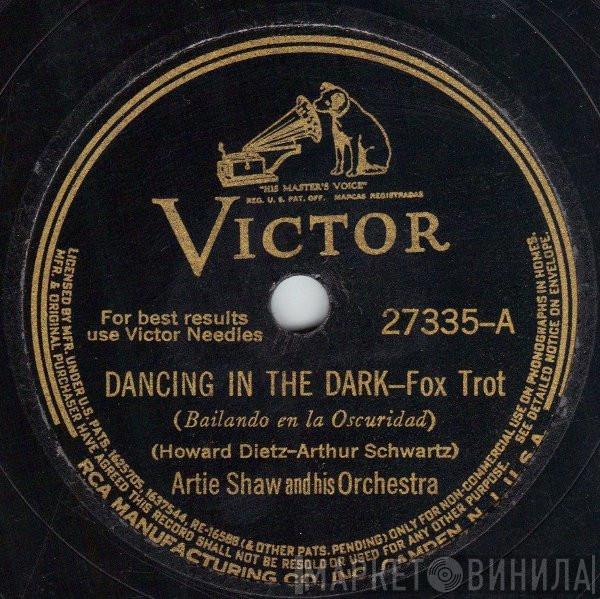 "HIS MASTER'S VOICE"
REG. U. S. PAT. OFF. MARCAS REGISTRADAS
VICTOR
For best results
use Victor Needles
27335-A
DANCING IN THE DARK—Fox Trot
(Bailando en la Oscuridad)
(Howard Dietz-Arthur Schwartz)
Artie Shaw and his Orchestra
LICENSED BY MFR. UNDER U.S. PATS. 1625705, 1637544, RE-16588 (& OTHER PATS. PENDING) ONLY FOR NON-COMMERCIAL USE ON PHONOGRAPHS IN HOMES.
MFR. & ORIGINAL PURCHASER HAVE AGREED THIS RECORD SHALL NOT BE RESOLD OR USED FOR ANY OTHER PURPOSE. SEE DETAILED NOTICE ON ENVELOPE.
RCA MANUFACTURING CO., INC., CAMDEN, N. J., U. S. A.
МАРКЕТ ВИНИЛА